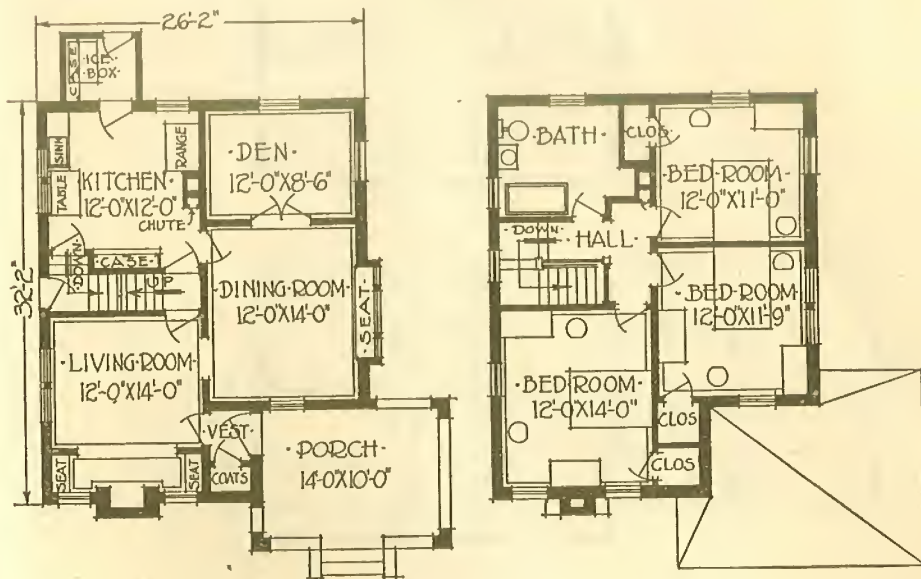 26'-2"
32'-2"
CASE
·ICE
BOX·
SINK
TABLE
RANGE
·KITCHEN·
12'-0"X12'-0"
CHUTE
·DEN·
12'-0"X8'-6"
·CASE·
DOWN
UP
·DINING·ROOM·
12'-0"X14'-0"
·SEAT·
·LIVING·ROOM·
12'-0"X14'-0"
·VEST·
SEAT
SEAT
COATS
·PORCH·
14'-0"X10'-0"
·BATH·
CLOS
·BED·ROOM·
12'-0"X11'-0"
DOWN
·HALL·
·BED·ROOM·
12'-0"X11'-9"
·BED·ROOM·
12'-0"X14'-0"
CLOS
CLOS